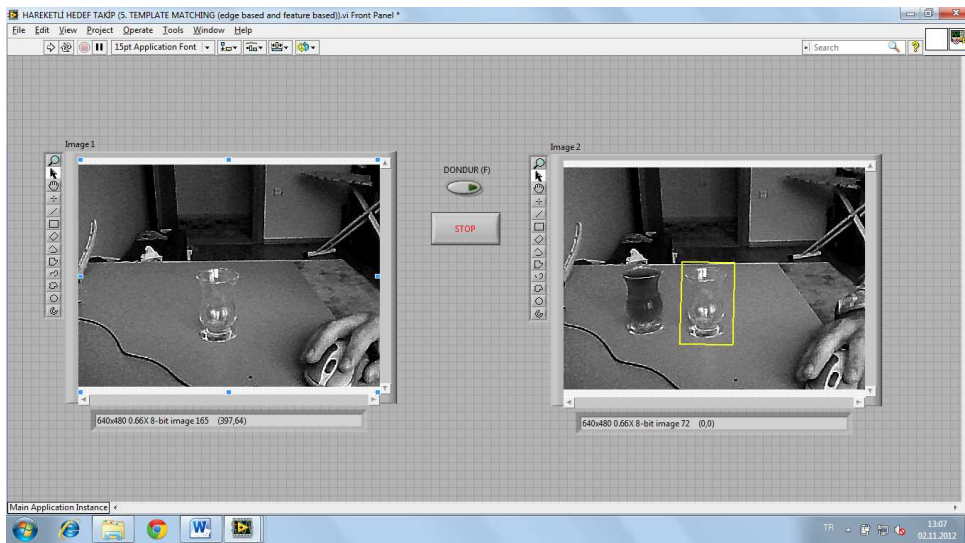 HAREKETLİ HEDEF TAKİP (5. TEMPLATE MATCHING (edge based and feature based)).vi Front Panel *
File Edit View Project Operate Tools Window Help
15pt Application Font
Search
Image 1
Image 2
DONDUR (F)
STOP
640x480 0.66X 8-bit image 165 (397,64)
640x480 0.66X 8-bit image 72 (0,0)
Main Application Instance
TR
13:07
02.11.2012